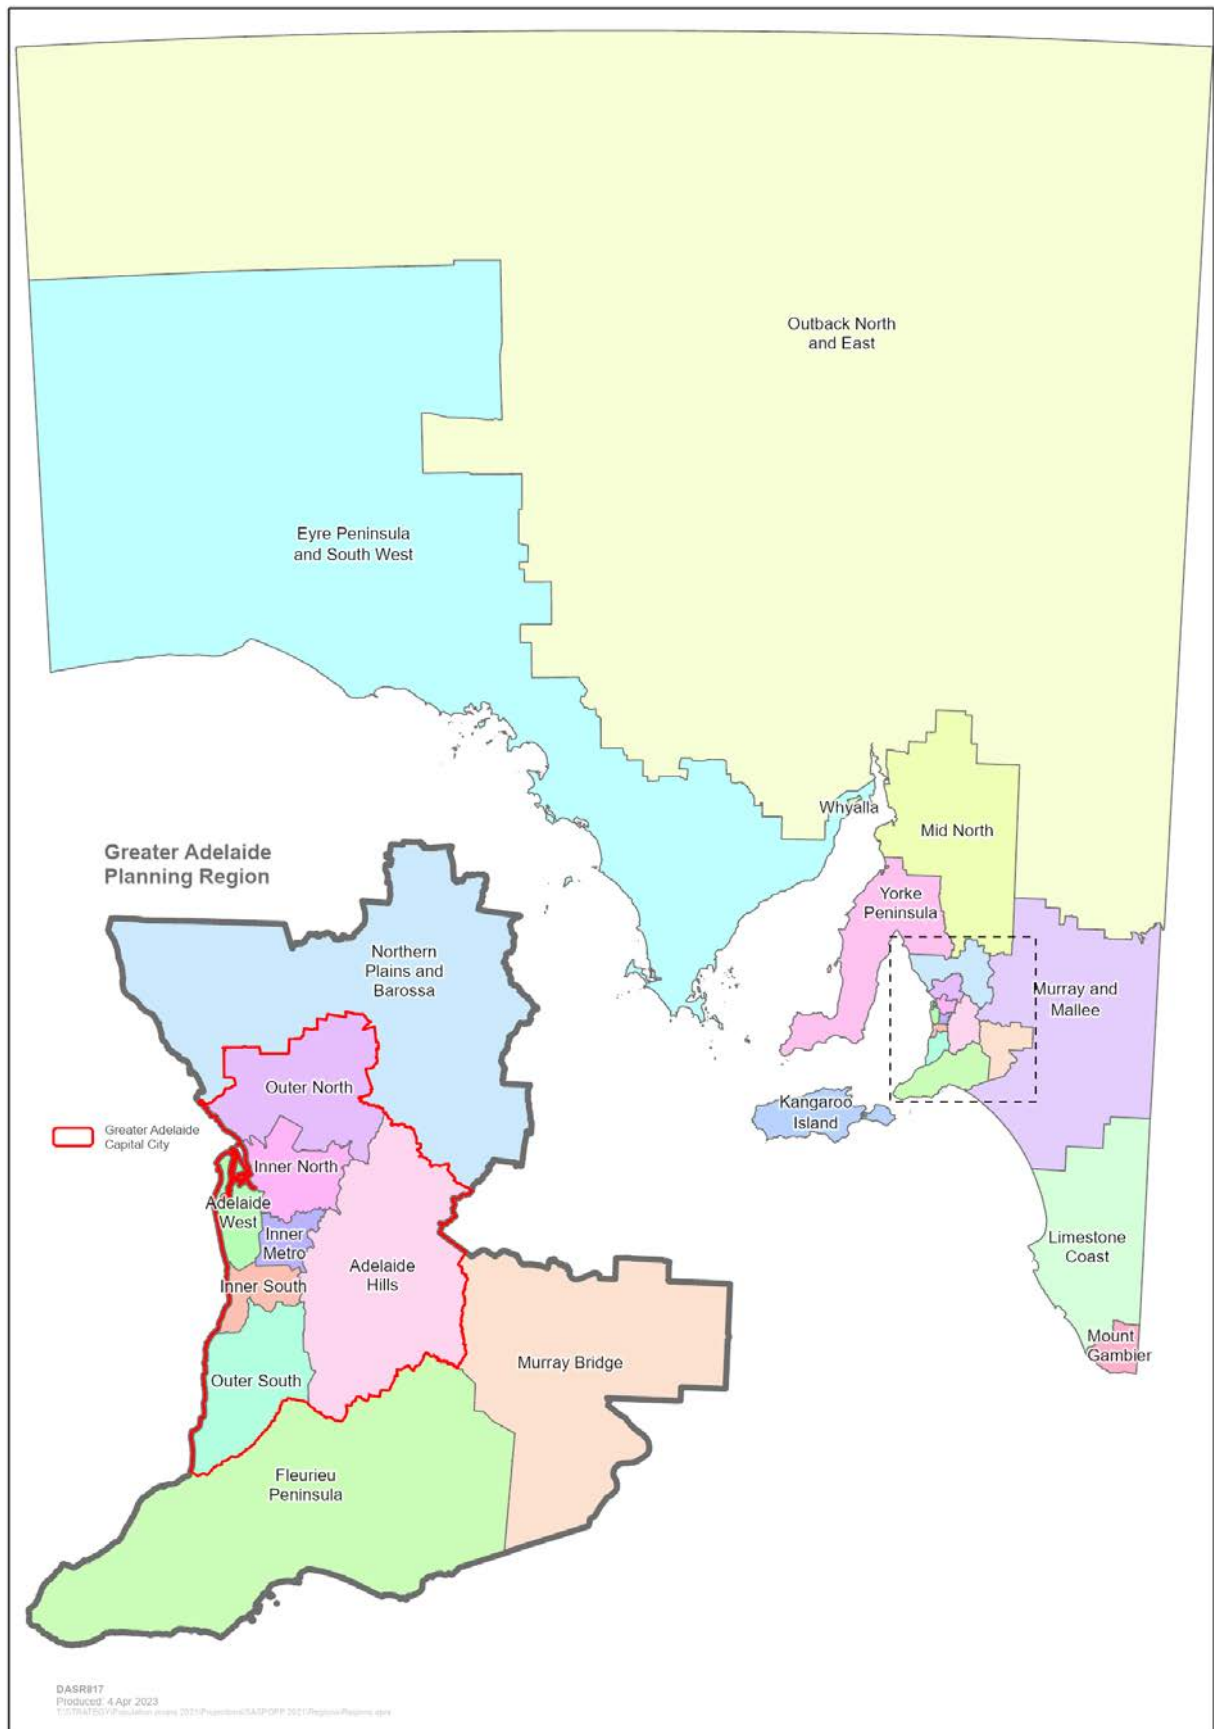 Outback North
and East
Eyre Peninsula
and South West
Whyalla
Mid North
Greater Adelaide
Planning Region
Yorke
Peninsula
Northern
Plains and
Barossa
Murray and
Mallee
Outer North
Kangaroo
Island
Greater Adelaide
Capital City
Inner North
Adelaide
West
Inner
Metro
Limestone
Coast
Adelaide
Hills
Inner South
Mount
Gambier
Murray Bridge
Outer South
Fleurieu
Peninsula
DASR817
Produced: 4 Apr 2023